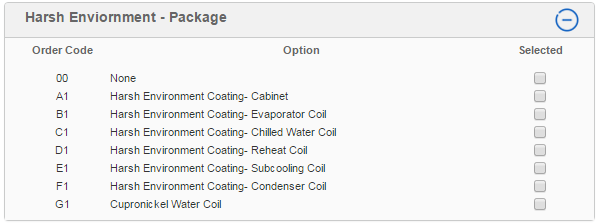 Harsh Enviornment - Package
Order Code Option Selected
00 None
A1 Harsh Environment Coating- Cabinet
B1 Harsh Environment Coating- Evaporator Coil
C1 Harsh Environment Coating- Chilled Water Coil
D1 Harsh Environment Coating- Reheat Coil
E1 Harsh Environment Coating- Subcooling Coil
F1 Harsh Environment Coating- Condenser Coil
G1 Cupronickel Water Coil